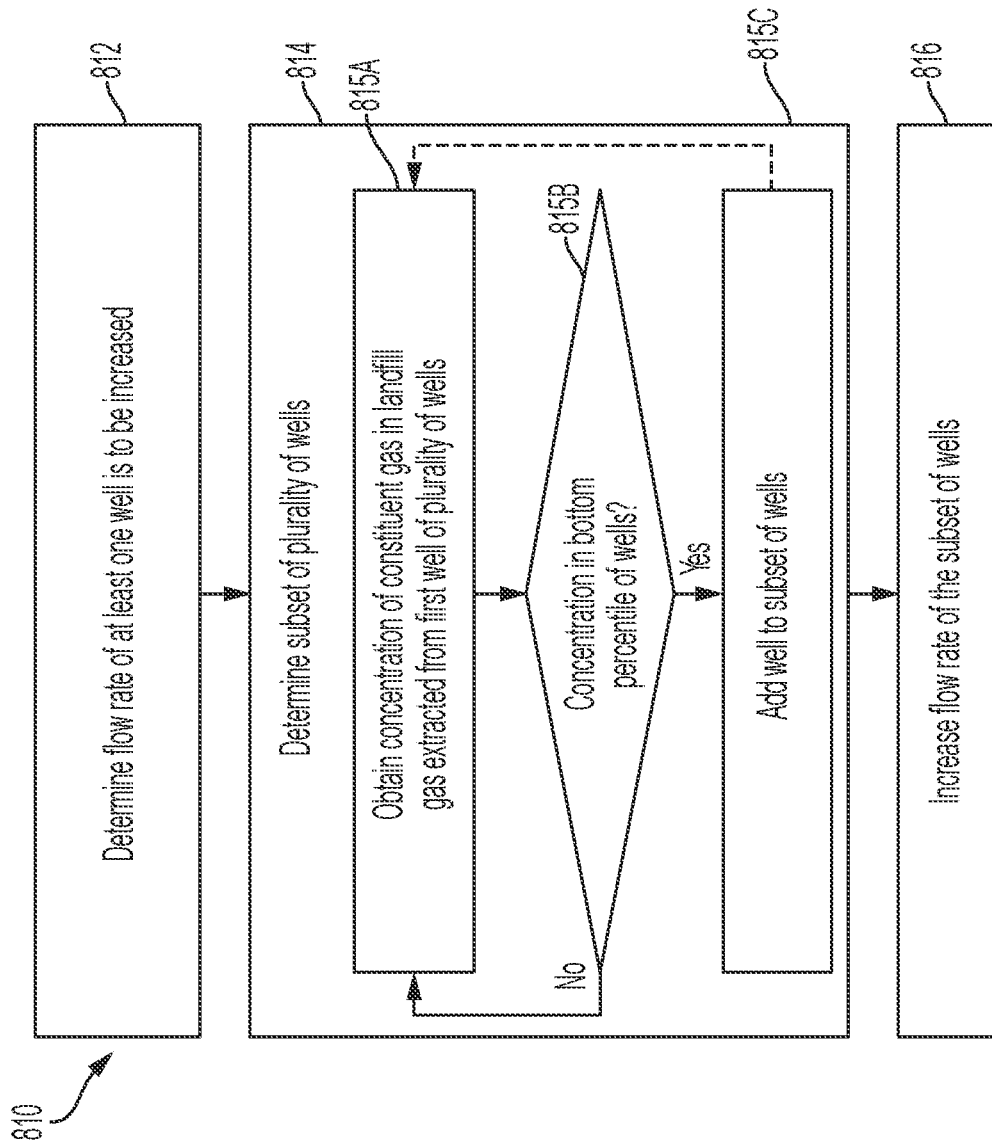 810
812
Determine flow rate of at least one well is to be increased
814
Determine subset of plurality of wells
815A
Obtain concentration of constituent gas in landfill
gas extracted from first well of plurality of wells
815B
Concentration in bottom
percentile of wells?
No
Yes
815C
Add well to subset of wells
816
Increase flow rate of the subset of wells